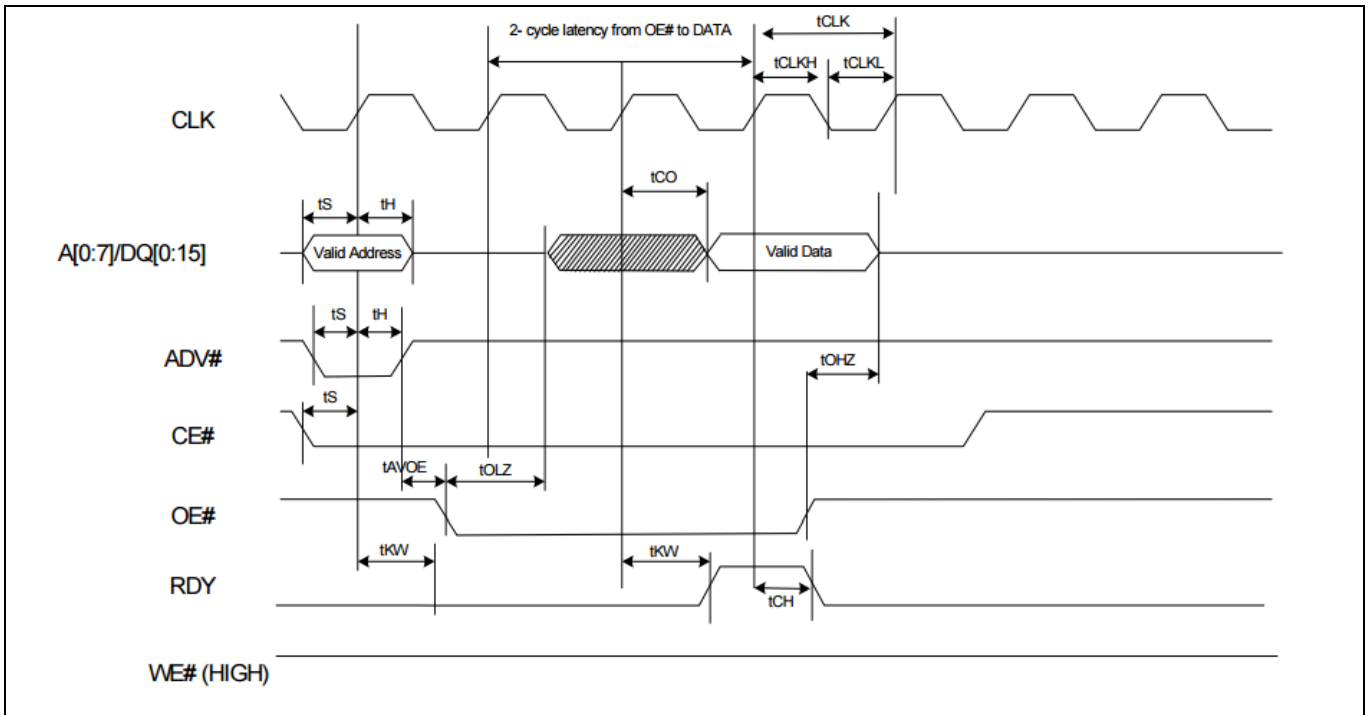 2- cycle latency from OE# to DATA
tCLK
tCLKH
tCLKL
CLK
tCO
tS
tH
A[0:7]/DQ[0:15]
Valid Address
Valid Data
tS
tH
ADV#
tOHZ
tS
CE#
tAVOE
tOLZ
OE#
tKW
tKW
RDY
tCH
WE# (HIGH)